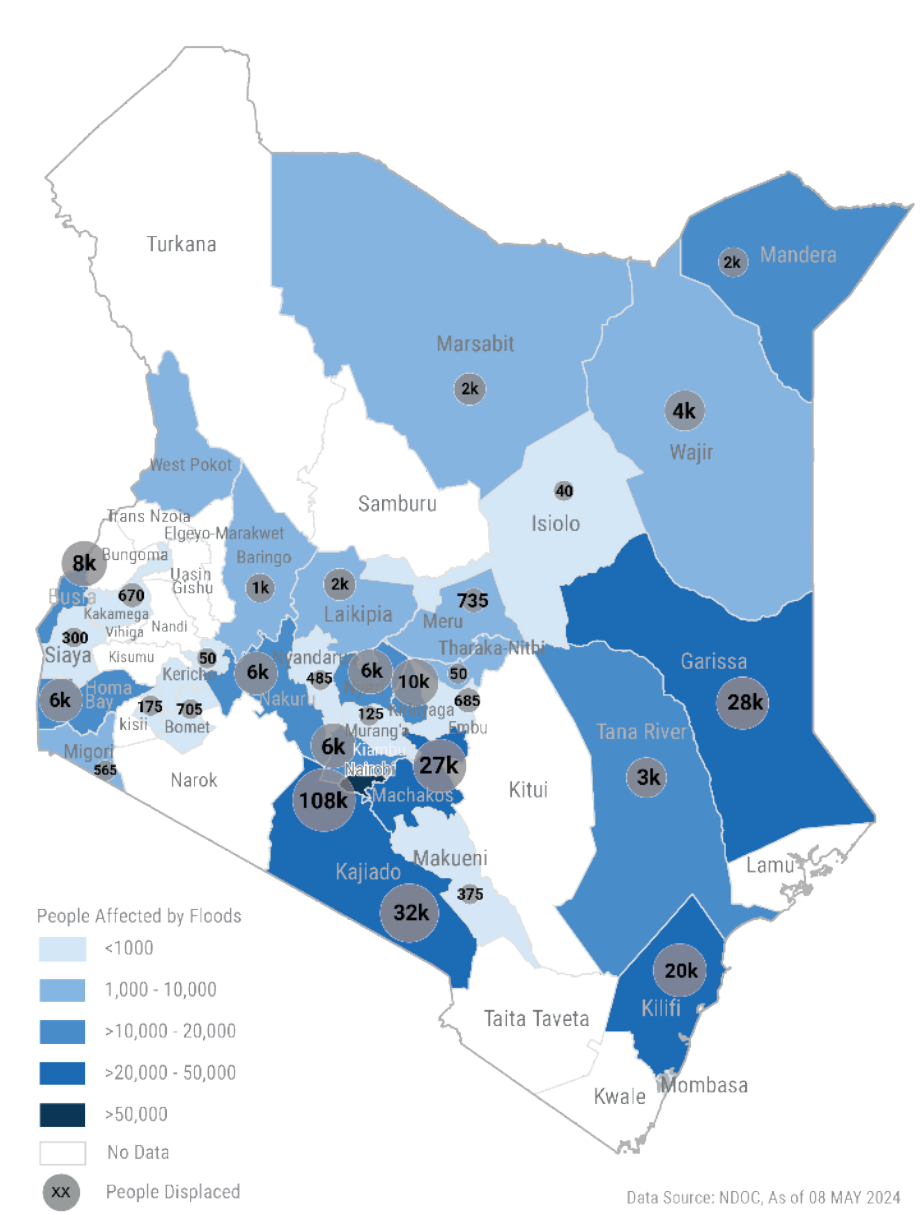 Turkana
Mandera
2k
Marsabit
2k
4k
Wajir
West Pokot
40
Isiolo
Samburu
Trans Nzoia
Elgeyo-Marakwet
Bungoma
Baringo
8k
Uasin
Gishu
1k
2k
Busia
670
Kakamega
Laikipia
735
Meru
Vihiga
Nandi
300
Siaya
Kisumu
Tharaka-Nithi
50
Kericho
Nyandarua
485
6k
Nakuru
6k
10k
50
Kirinyaga
685
Embu
Garissa
28k
6k
Homa
Bay
175
kisii
705
Bomet
125
Murang'a
Tana River
3k
Migori
565
6k
Kiambu
Nairobi
27k
Machakos
Narok
108k
Kitui
Makueni
375
Kajiado
32k
Lamu
20k
Kilifi
Taita Taveta
Kwale
Mombasa
People Affected by Floods
<1000
1,000 - 10,000
>10,000 - 20,000
>20,000 - 50,000
>50,000
No Data
XX People Displaced
Data Source: NDOC, As of 08 MAY 2024